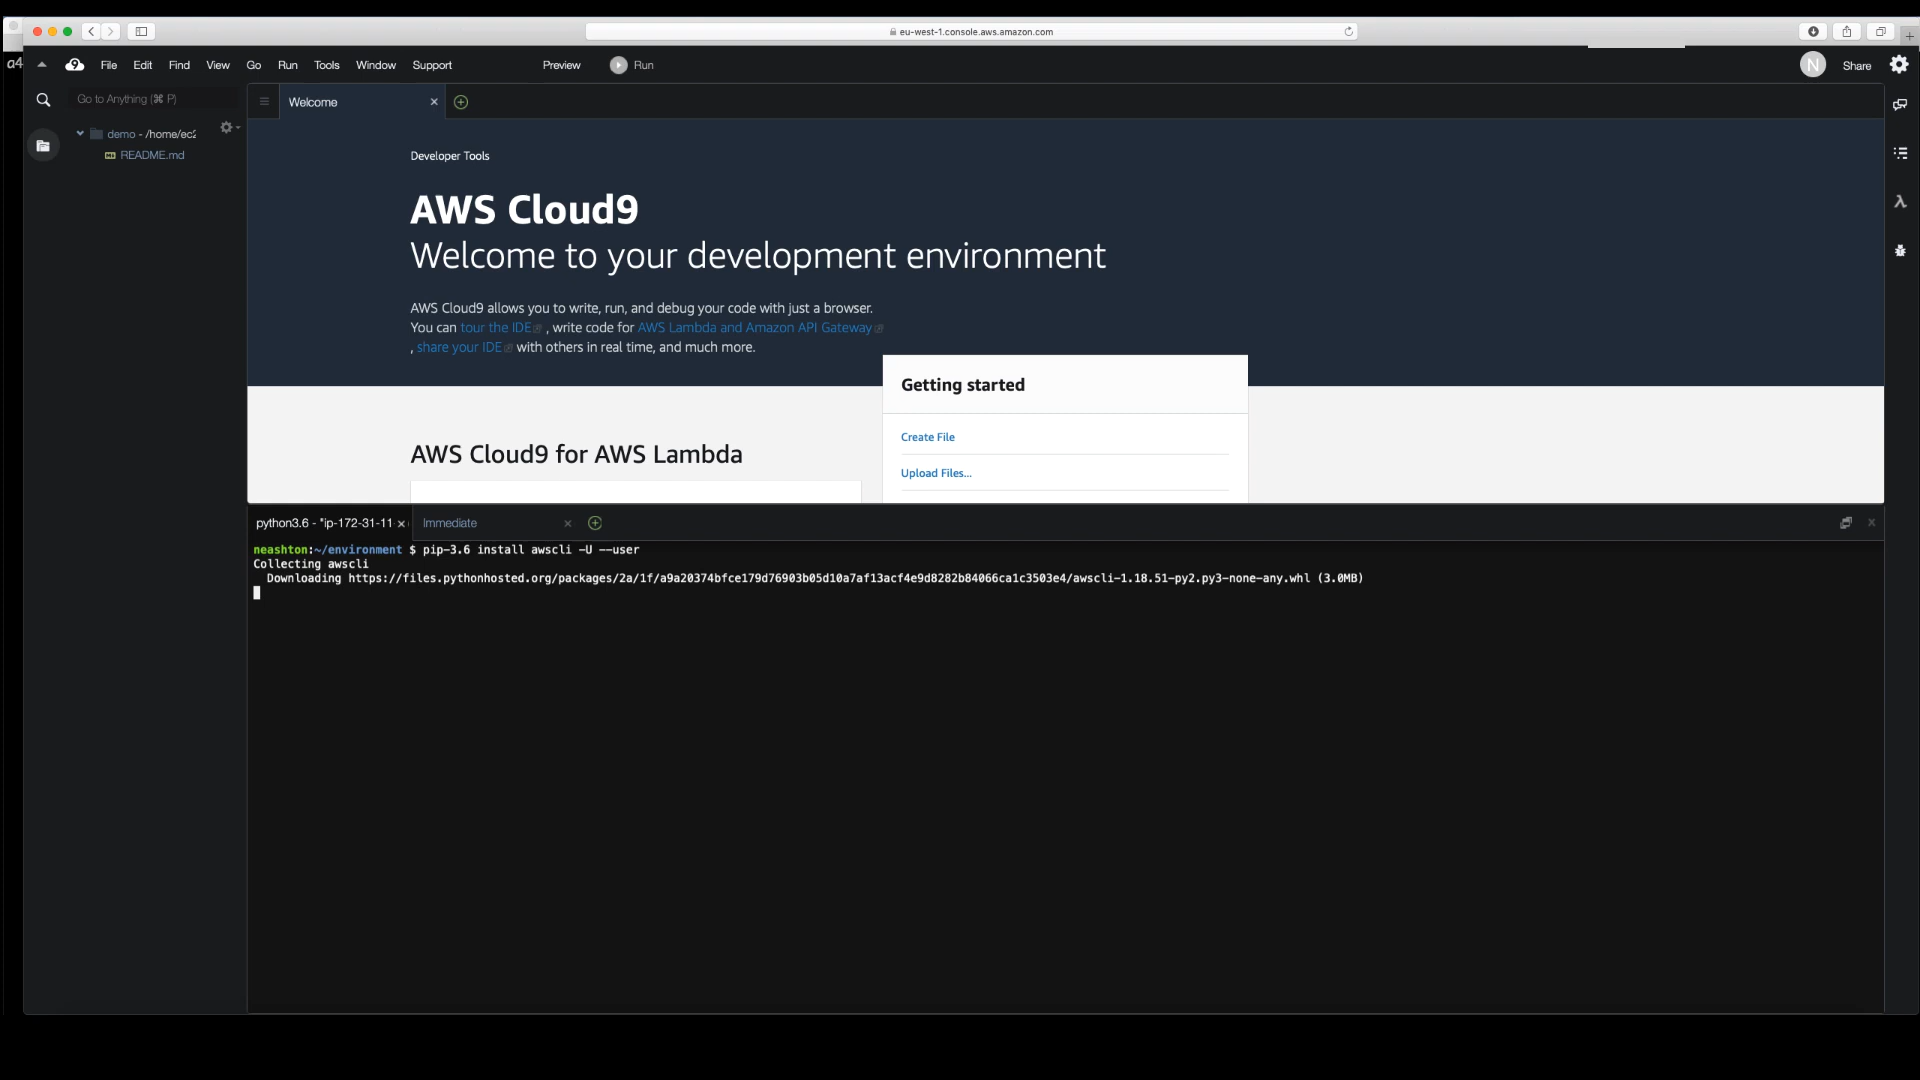 eu-west-1.console.aws.amazon.com
a4
9 File Edit Find View Go Run Tools Window Support Preview Run N Share
Go to Anything (⌘ P)
Welcome
demo - /home/ec2
README.md
Developer Tools
AWS Cloud9
Welcome to your development environment
AWS Cloud9 allows you to write, run, and debug your code with just a browser.
You can tour the IDE , write code for AWS Lambda and Amazon API Gateway
, share your IDE with others in real time, and much more.
Getting started
Create File
Upload Files...
AWS Cloud9 for AWS Lambda
python3.6 - "ip-172-31-11 Immediate
neashton:~/environment $ pip-3.6 install awscli -U --user
Collecting awscli
Downloading https://files.pythonhosted.org/packages/2a/1f/a9a20374bfce179d76903b05d10a7af13acf4e9d8282b84066ca1c3503e4/awscli-1.18.51-py2.py3-none-any.whl (3.0MB)